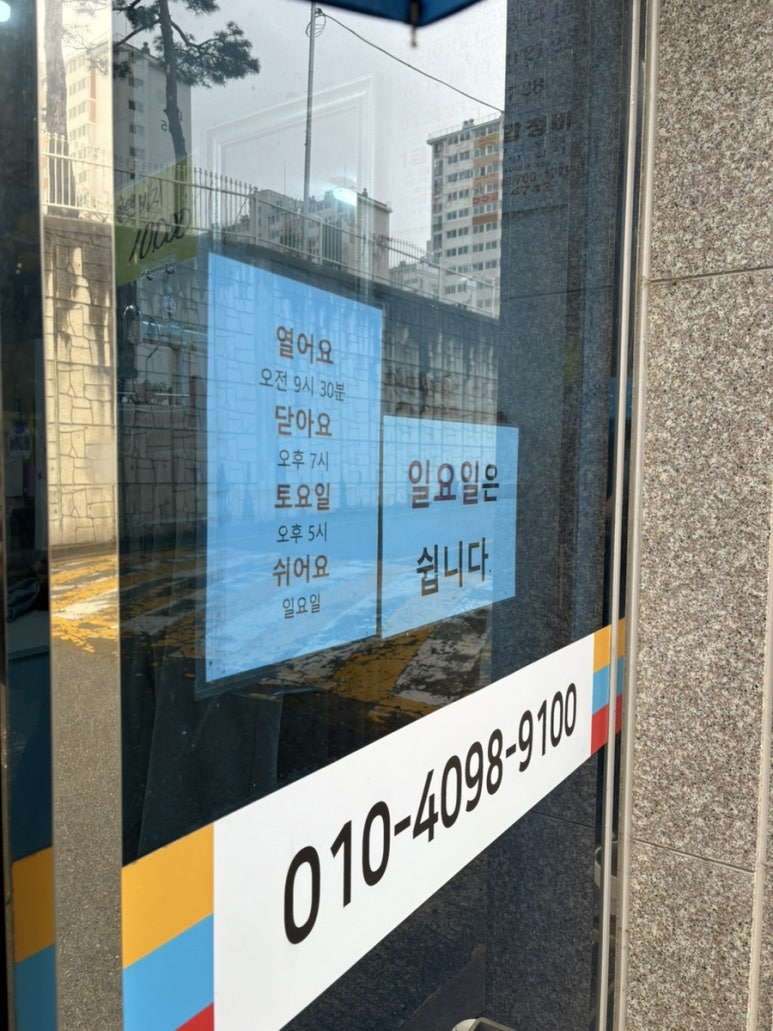 10000
열어요
오전 9시 30분
닫아요
오후 7시
토요일
오후 5시
쉬어요
일요일
일요일은
쉽니다.
010-4098-9100